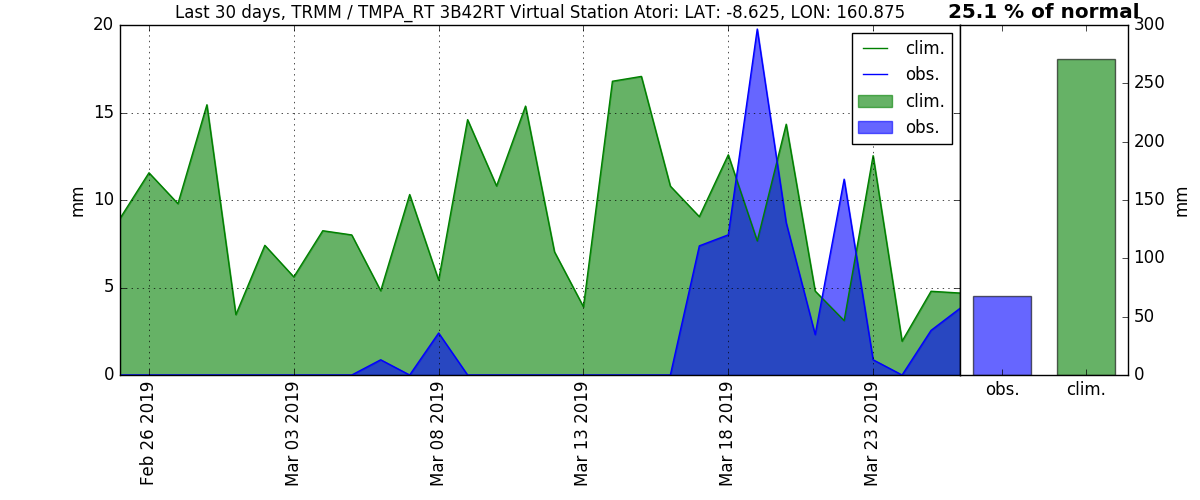 Last 30 days, TRMM / TMPA_RT 3B42RT Virtual Station Atori: LAT: -8.625, LON: 160.875
25.1 % of normal
20
15
10
5
0
mm
clim.
obs.
clim.
obs.
300
250
200
150
100
50
0
mm
Feb 26 2019
Mar 03 2019
Mar 08 2019
Mar 13 2019
Mar 18 2019
Mar 23 2019
obs.
clim.